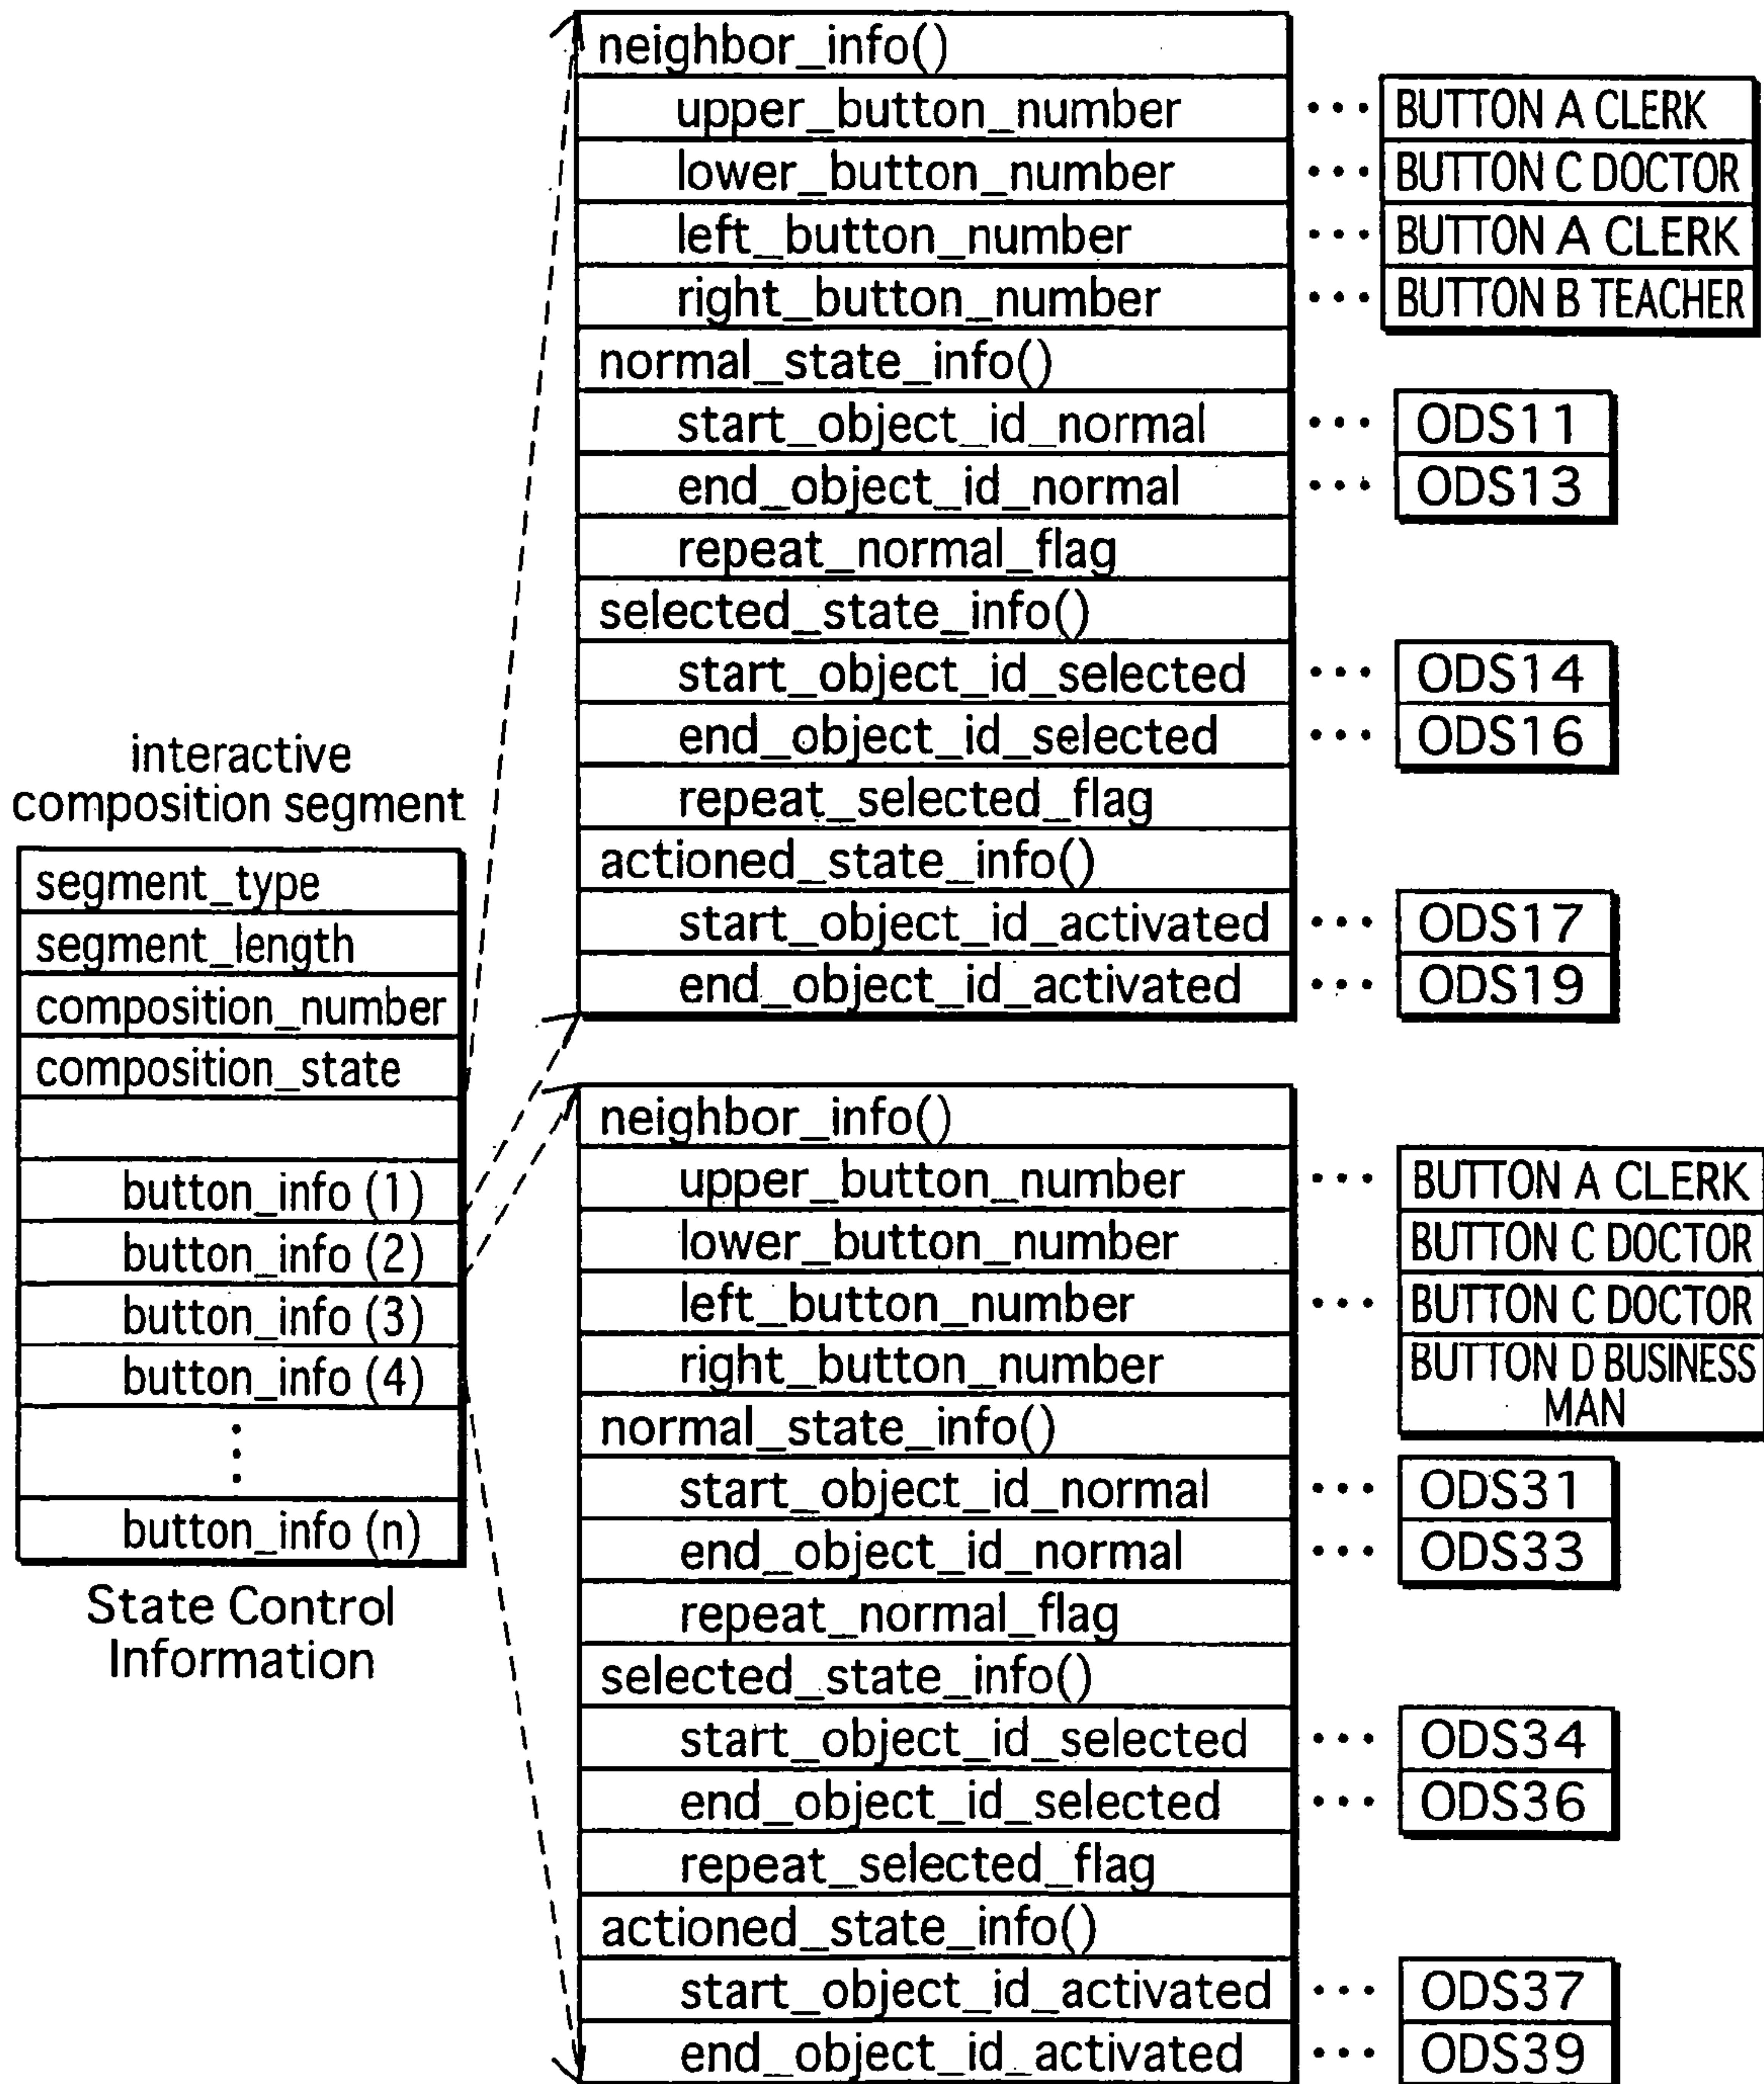 interactive
composition segment
segment_type
segment_length
composition_number
composition_state
button_info (1)
button_info (2)
button_info (3)
button_info (4)
button_info (n)
State Control
Information
neighbor_info()
upper_button_number ••• BUTTON A CLERK
lower_button_number ••• BUTTON C DOCTOR
left_button_number ••• BUTTON A CLERK
right_button_number ••• BUTTON B TEACHER
normal_state_info()
start_object_id_normal ••• ODS11
end_object_id_normal ••• ODS13
repeat_normal_flag
selected_state_info()
start_object_id_selected ••• ODS14
end_object_id_selected ••• ODS16
repeat_selected_flag
actioned_state_info()
start_object_id_activated ••• ODS17
end_object_id_activated ••• ODS19
neighbor_info()
upper_button_number ••• BUTTON A CLERK
lower_button_number BUTTON C DOCTOR
left_button_number ••• BUTTON C DOCTOR
right_button_number BUTTON D BUSINESS
MAN
normal_state_info()
start_object_id_normal ••• ODS31
end_object_id_normal ••• ODS33
repeat_normal_flag
selected_state_info()
start_object_id_selected ••• ODS34
end_object_id_selected ••• ODS36
repeat_selected_flag
actioned_state_info()
start_object_id_activated ••• ODS37
end_object_id_activated ••• ODS39